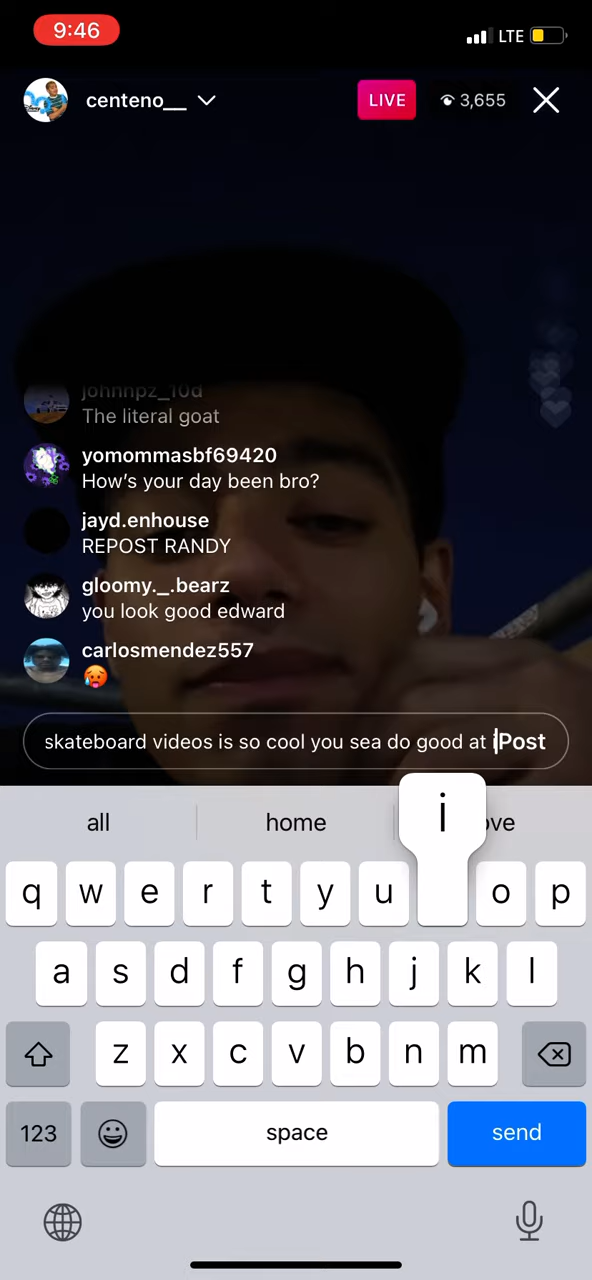 9:46
LTE
centeno__
LIVE
3,655
johnnpz_10d
The literal goat
yomommasbf69420
How’s your day been bro?
jayd.enhouse
REPOST RANDY
gloomy._.bearz
you look good edward
carlosmendez557
skateboard videos is so cool you sea do good at i
Post
all
home
ove
i
q w e r t y u o p
a s d f g h j k l
z x c v b n m
123
space
send